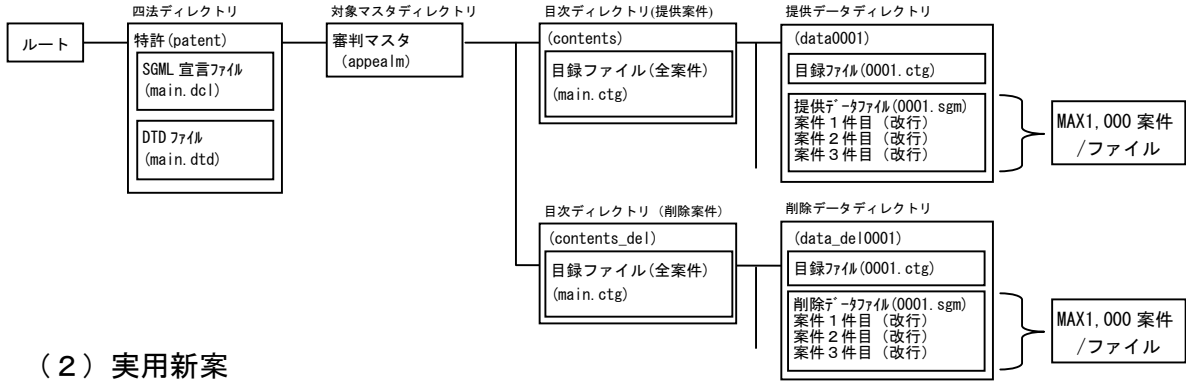 四法ディレクトリ
対象マスタディレクトリ
目次ディレクトリ(提供案件)
提供データディレクトリ
ルート
特許(patent)
SGML 宣言ﾌｧｲﾙ
(main.dcl)
DTD ﾌｧｲﾙ
(main.dtd)
審判マスタ
(appealm)
(contents)
目録ファイル(全案件)
(main.ctg)
(data0001)
目録ﾌｧｲﾙ(0001.ctg)
提供ﾃﾞｰﾀﾌｧｲﾙ(0001.sgm)
案件１件目（改行）
案件２件目（改行）
案件３件目（改行）
MAX1,000 案件
/ファイル
目次ディレクトリ（削除案件）
削除データディレクトリ
(contents_del)
目録ファイル(全案件)
(main.ctg)
(data_del0001)
目録ﾌｧｲﾙ(0001.ctg)
削除ﾃﾞｰﾀﾌｧｲﾙ(0001.sgm)
案件１件目（改行）
案件２件目（改行）
案件３件目（改行）
MAX1,000 案件
/ファイル
（２）実用新案